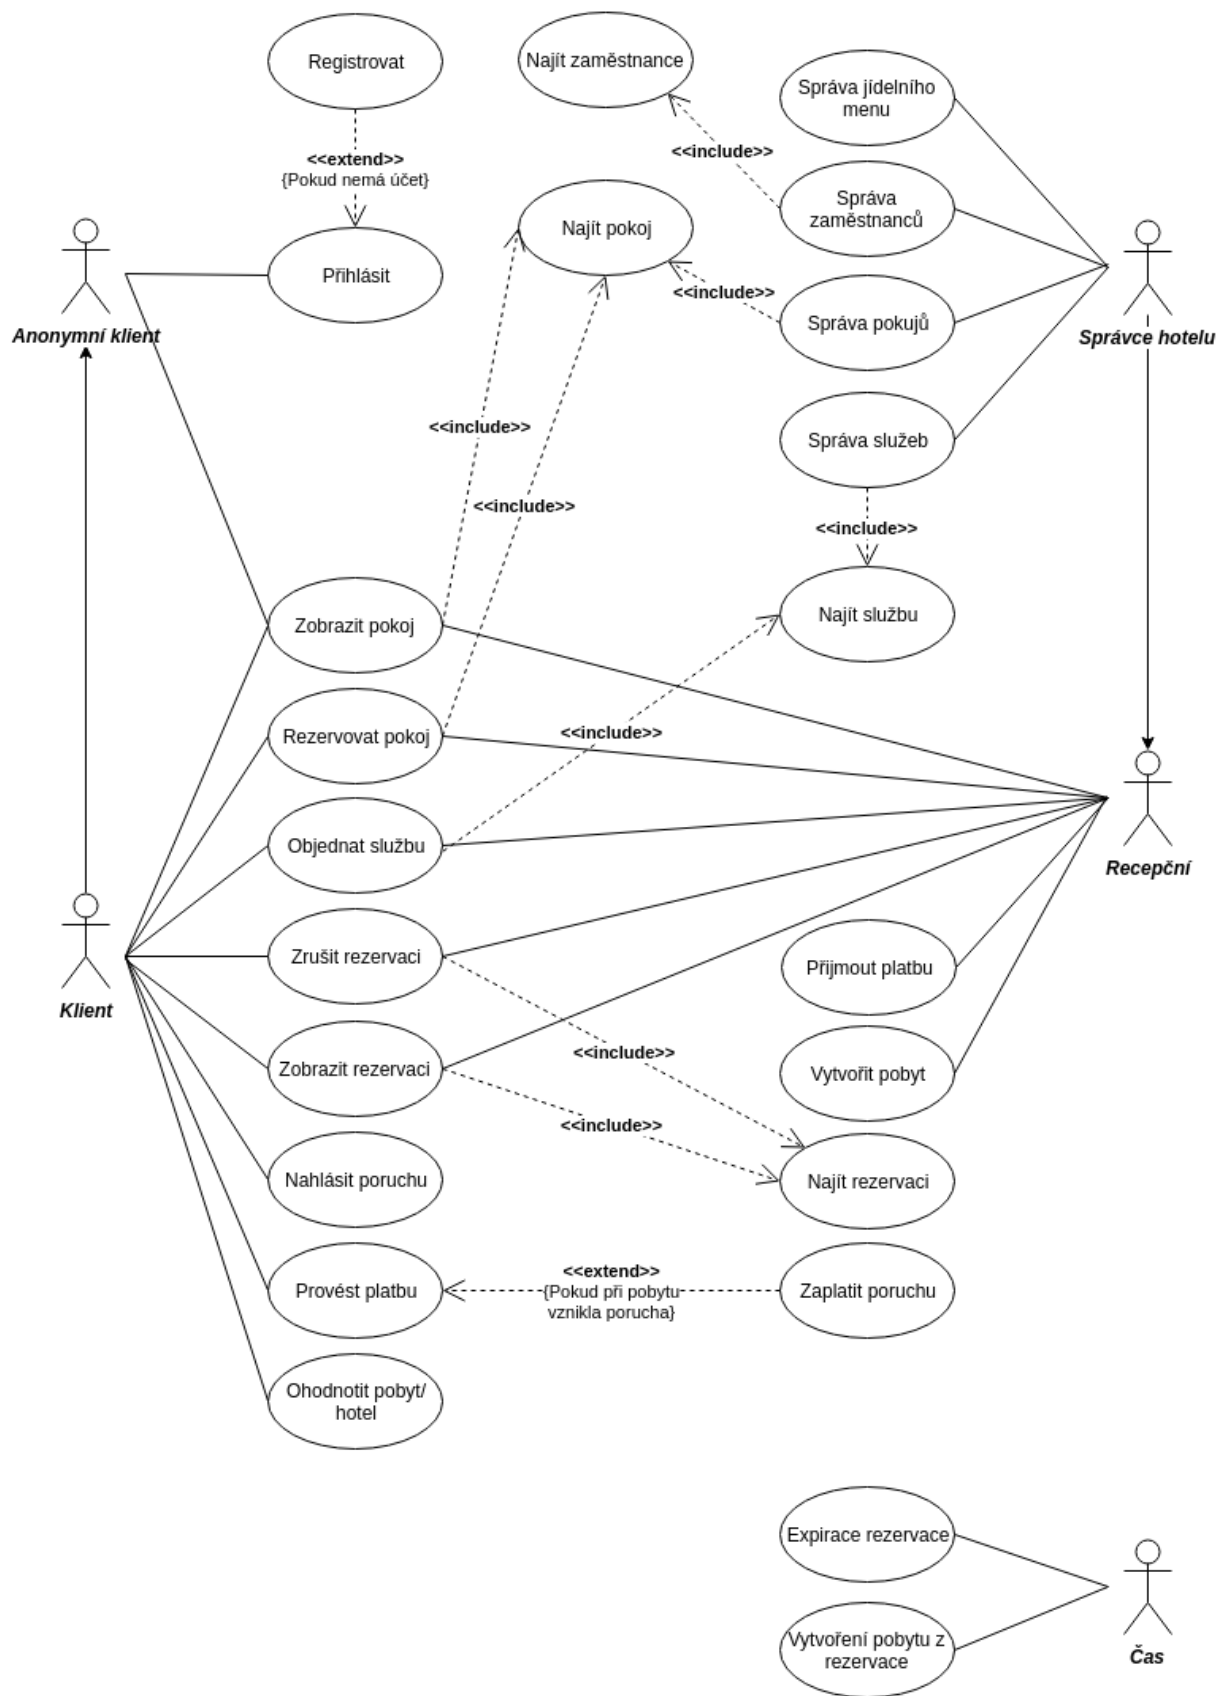 Registrovat
Najít zaměstnance
Správa jídelního
menu
<<extend>>
{Pokud nemá účet}
<<include>>
Správa
zaměstnanců
Najít pokoj
Přihlásit
<<include>>
Správa pokujů
Anonymní klient
Správce hotelu
<<include>>
Správa služeb
<<include>>
<<include>>
Zobrazit pokoj
Najít službu
Rezervovat pokoj
<<include>>
Objednat službu
Recepční
Zrušit rezervaci
Přijmout platbu
Klient
<<include>>
Zobrazit rezervaci
Vytvořit pobyt
<<include>>
Nahlásit poruchu
Najít rezervaci
<<extend>>
{Pokud při pobytu
vznikla porucha}
Provést platbu
Zaplatit poruchu
Ohodnotit pobyt/
hotel
Expirace rezervace
Vytvoření pobytu z
rezervace
Čas